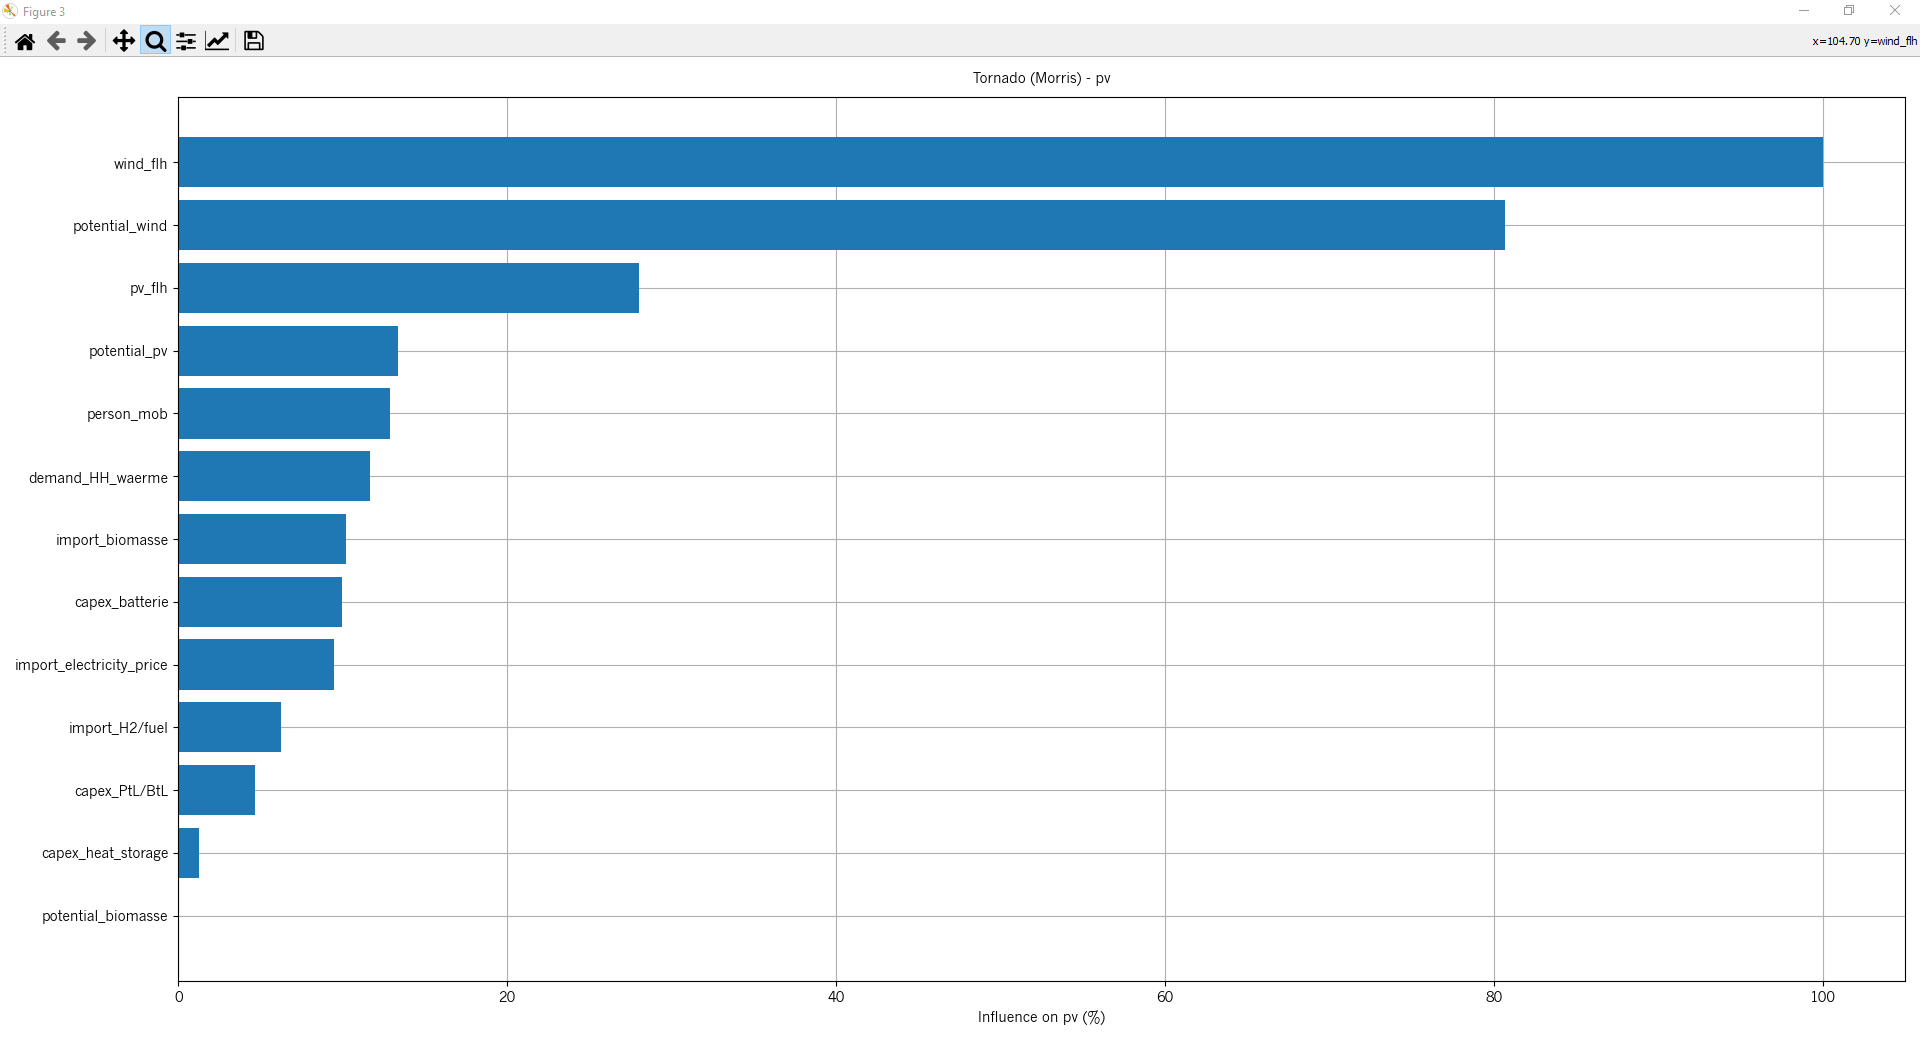 Figure 3
x=104.70 y=wind_flh
Tornado (Morris) - pv
wind_flh
potential_wind
pv_flh
potential_pv
person_mob
demand_HH_waerme
import_biomasse
capex_batterie
import_electricity_price
import_H2/fuel
capex_PtL/BtL
capex_heat_storage
potential_biomasse
0 20 40 60 80 100
Influence on pv (%)